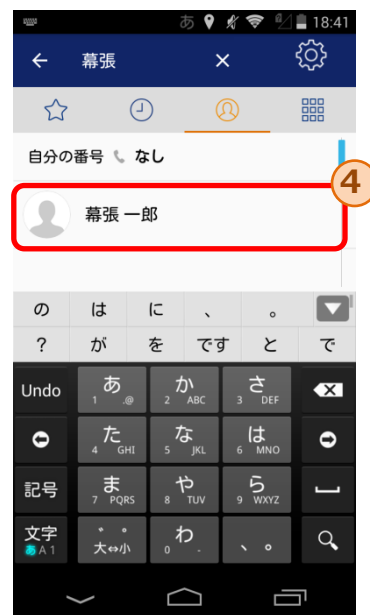 あ 18:41
幕張 ×
自分の番号 なし
4
幕張 一郎
の は に 、 。
? が を です と で
Undo あ 1 .@ か 2 ABC さ 3 DEF
た 4 GHI な 5 JKL は 6 MNO
記号 ま 7 PQRS や 8 TUV ら 9 WXYZ
文字 あA1 ゛゜大⇔小 わ 0 - 、。